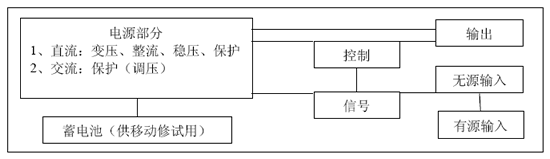 电源部分
1、直流：变压、整流、稳压、保护
2、交流：保护（调压）
输出
控制
无源输入
信号
有源输入
蓄电池（供移动修试用）